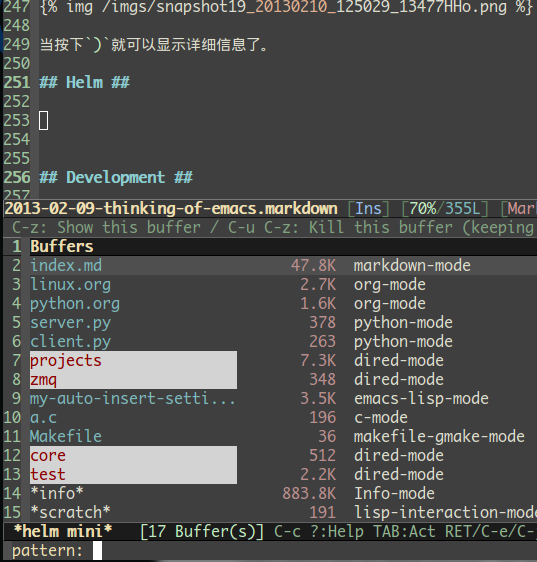 247 {% img /imgs/snapshot19_20130210_125029_13477HHo.png %}
248
249 当按下`)`就可以显示详细信息了。
250
251 ## Helm ##
252
253
254
255
256 ## Development ##
257
2013-02-09-thinking-of-emacs.markdown [Ins] [70%/355L] [Mar
C-z: Show this buffer / C-u C-z: Kill this buffer (keeping
1 Buffers
2 index.md 47.8K markdown-mode
3 linux.org 2.7K org-mode
4 python.org 1.6K org-mode
5 server.py 378 python-mode
6 client.py 263 python-mode
7 projects 7.3K dired-mode
8 zmq 348 dired-mode
9 my-auto-insert-setti... 3.5K emacs-lisp-mode
10 a.c 196 c-mode
11 Makefile 36 makefile-gmake-mode
12 core 512 dired-mode
13 test 2.2K dired-mode
14 *info* 883.8K Info-mode
15 *scratch* 191 lisp-interaction-mode
*helm mini* [17 Buffer(s)] C-c ?:Help TAB:Act RET/C-e/C-
pattern: